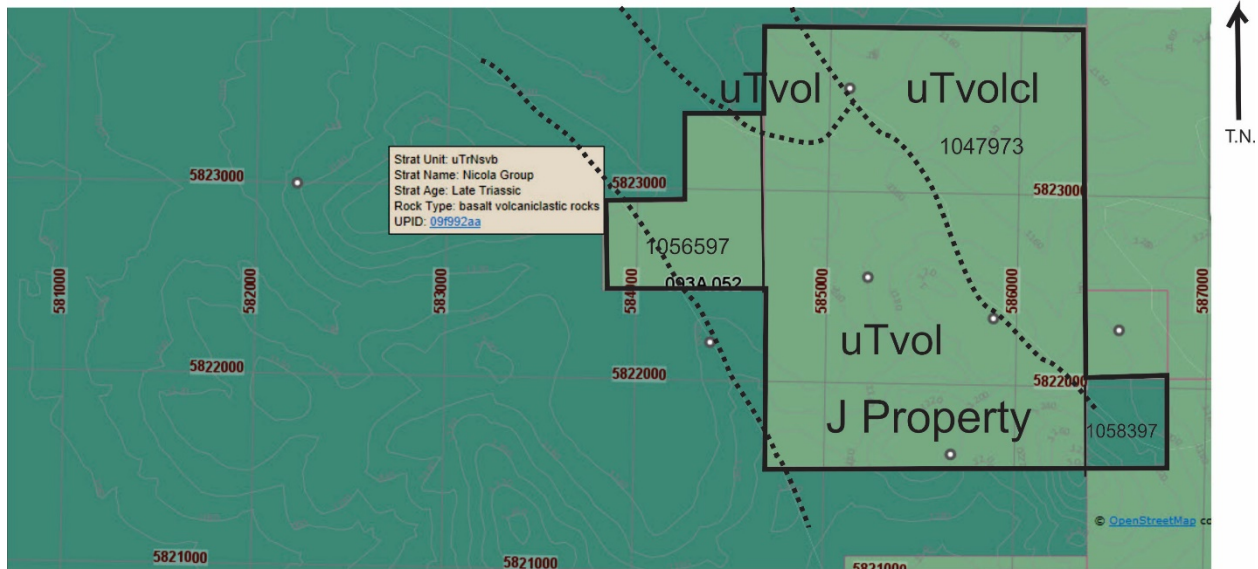 T.N.
uTvol
uTvolcl
1047973
Strat Unit: uTrNsvb
Strat Name: Nicola Group
Strat Age: Late Triassic
Rock Type: basalt volcaniclastic rocks
UPID: 09f992aa
5823000
5823000
5823000
1056597
093A.052
581000
582000
583000
584000
585000
586000
587000
uTvol
5822000
5822000
5822000
J Property
1058397
© OpenStreetMap co
5821000
5821000
5821000